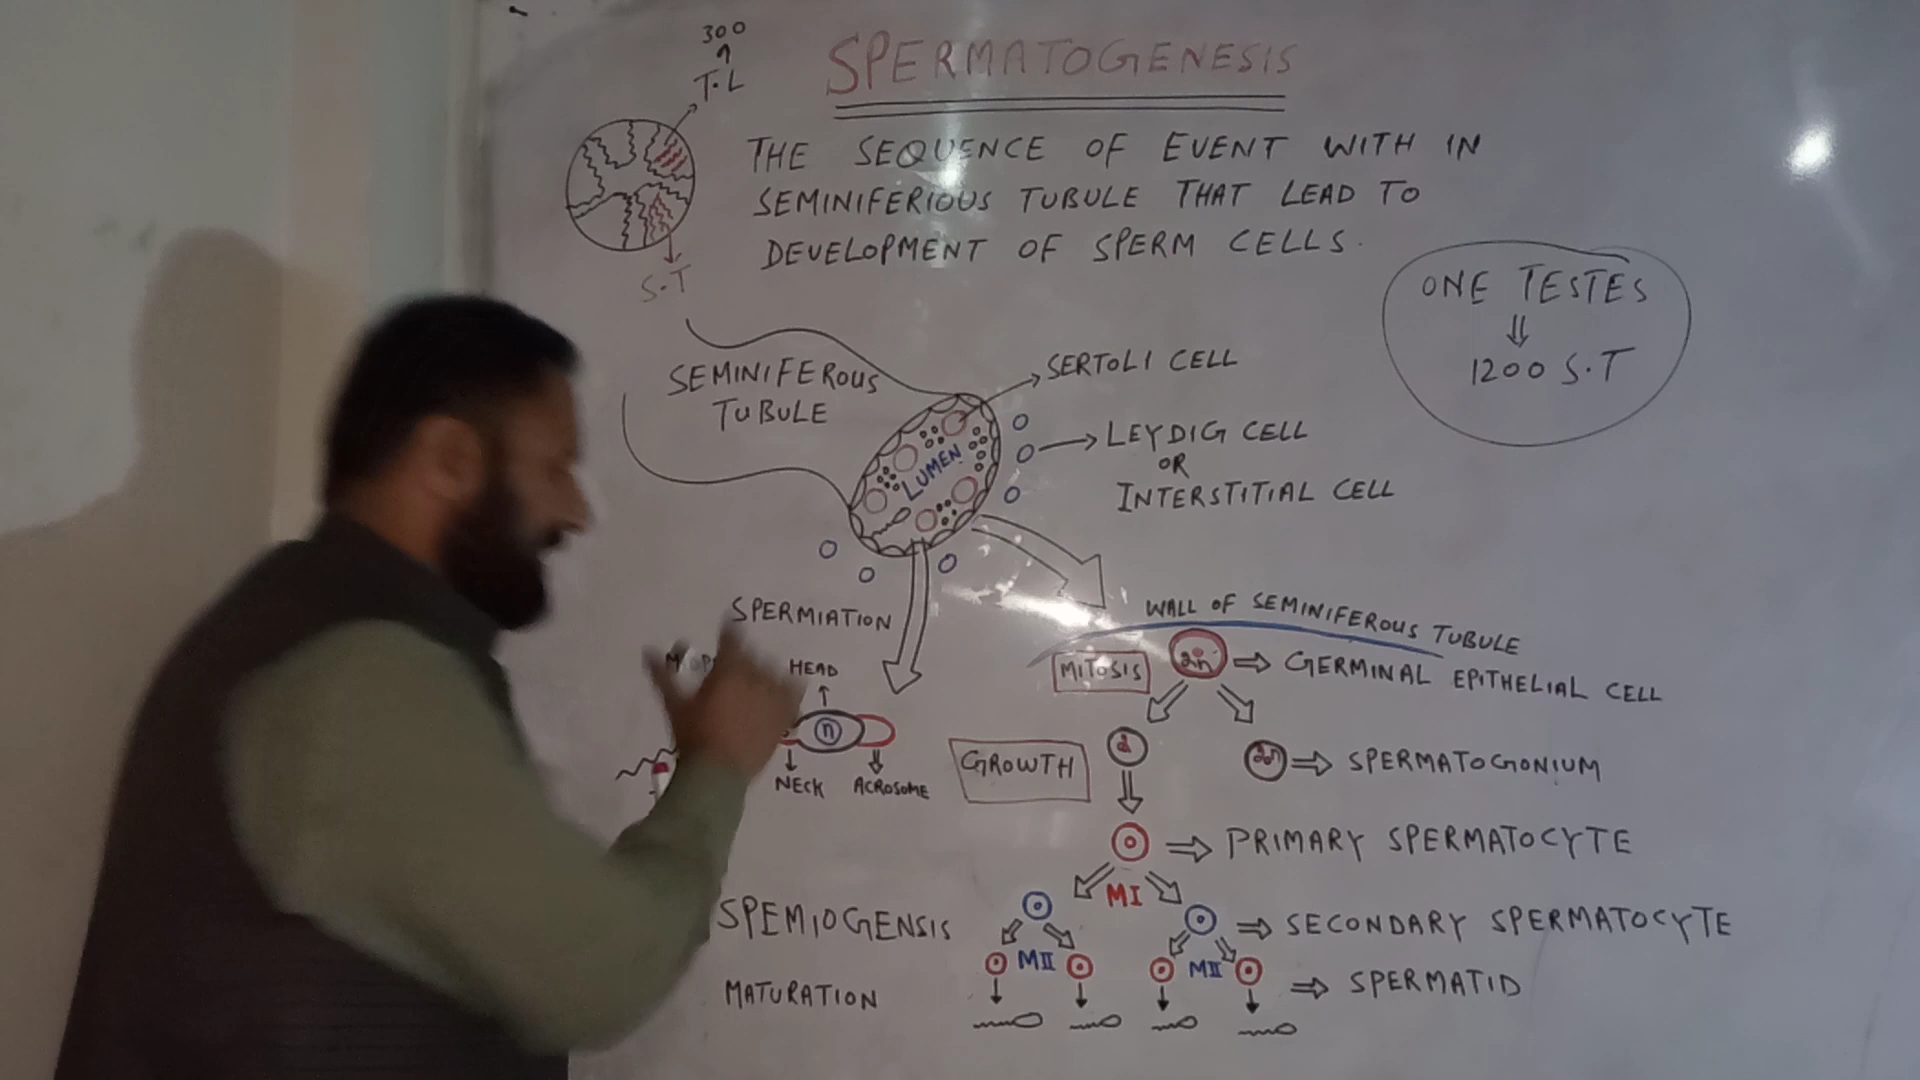 300
T.L
SPERMATOGENESIS
THE SEQUENCE OF EVENT WITH IN
SEMINIFERIOUS TUBULE THAT LEAD TO
DEVELOPMENT OF SPERM CELLS.
S.T
ONE TESTES
1200 S.T
SEMINIFEROUS
TUBULE
SERTOLI CELL
LUMEN
LEYDIG CELL
OR
INTERSTITIAL CELL
SPERMIATION
WALL OF SEMINIFEROUS TUBULE
HEAD
MITOSIS
2n
GERMINAL EPITHELIAL CELL
n
NECK
ACROSOME
GROWTH
2n
SPERMATOGONIUM
PRIMARY SPERMATOCYTE
MI
SPEMIOGENSIS
SECONDARY SPERMATOCYTE
MII
MII
MATURATION
SPERMATID